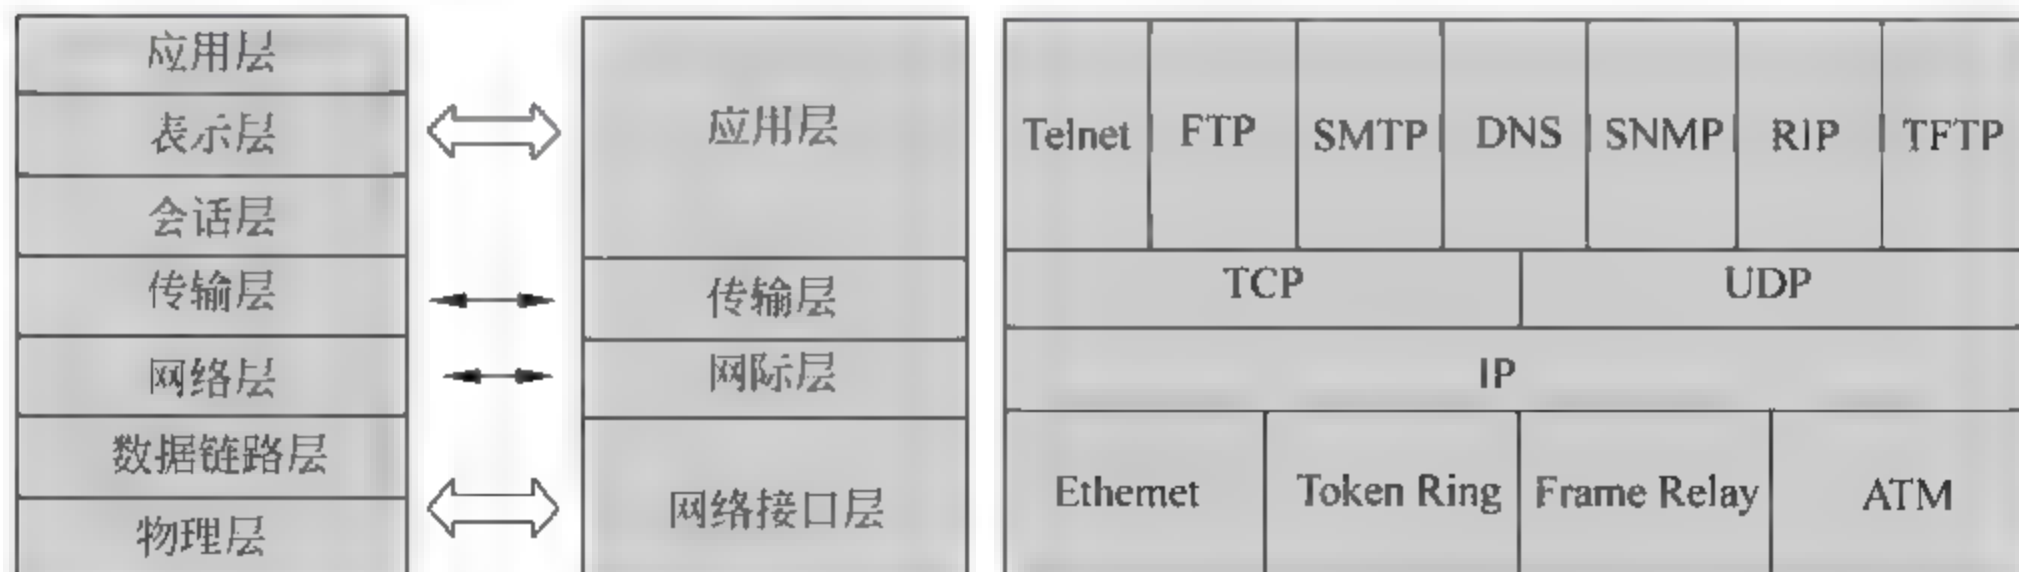 应用层
表示层
会话层
传输层
网络层
数据链路层
物理层
应用层
传输层
网际层
网络接口层
Telnet FTP SMTP DNS SNMP RIP TFTP
TCP UDP
IP
Ethemet Token Ring Frame Relay ATM